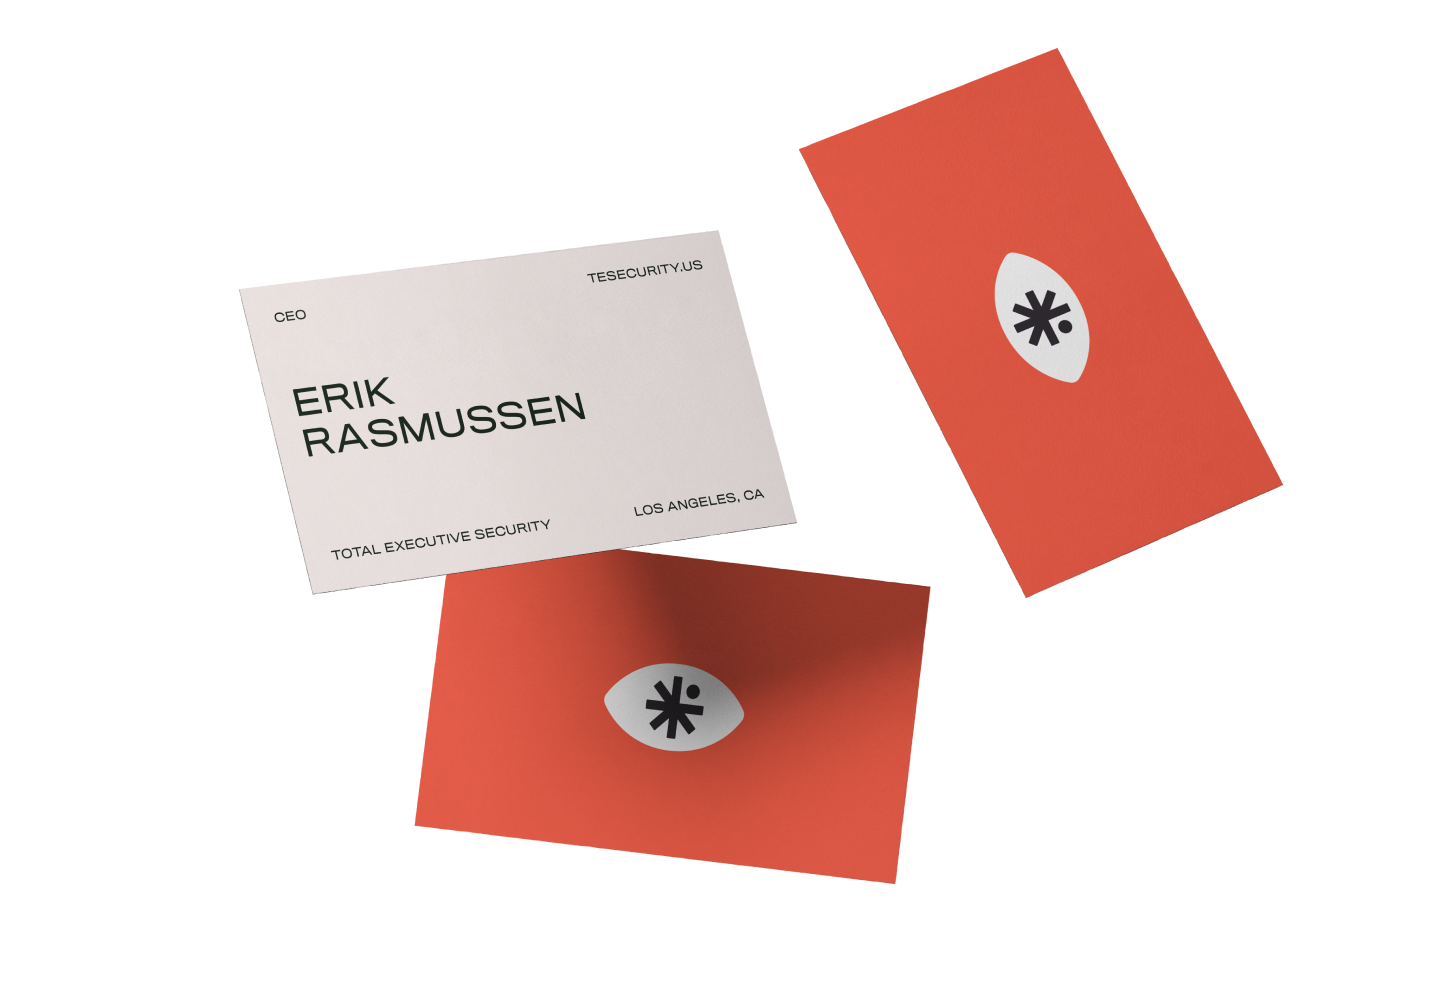 CEO
TESECURITY.US
ERIK
RASMUSSEN
TOTAL EXECUTIVE SECURITY
LOS ANGELES, CA